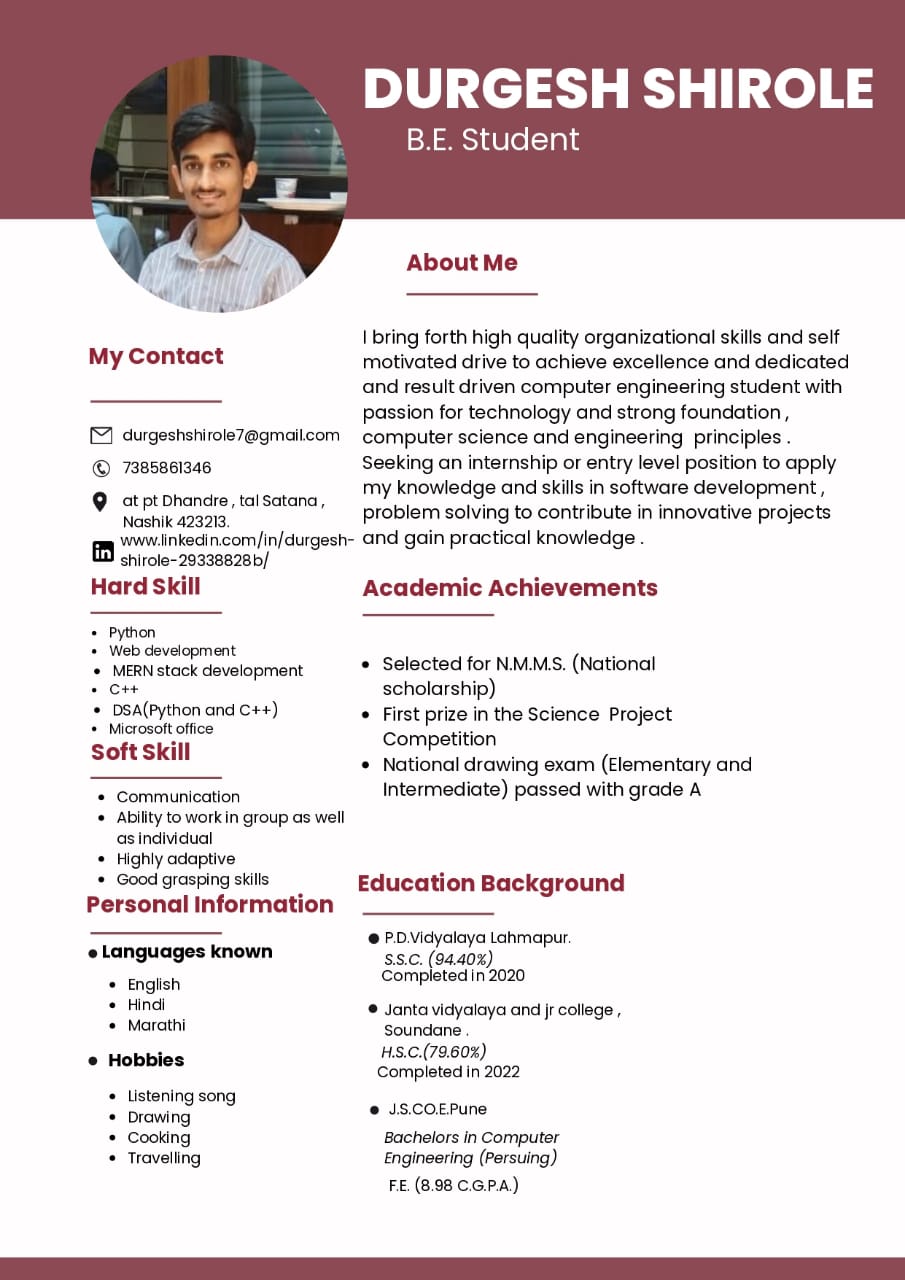 DURGESH SHIROLE
B.E. Student
My Contact
durgeshshirole7@gmail.com
7385861346
at pt Dhandre , tal Satana ,
Nashik 423213.
www.linkedin.com/in/durgesh-
shirole-29338828b/
Hard Skill
• Python
• Web development
• MERN stack development
• C++
• DSA(Python and C++)
• Microsoft office
Soft Skill
• Communication
• Ability to work in group as well
as individual
• Highly adaptive
• Good grasping skills
Personal Information
• Languages known
• English
• Hindi
• Marathi
• Hobbies
• Listening song
• Drawing
• Cooking
• Travelling
About Me
I bring forth high quality organizational skills and self
motivated drive to achieve excellence and dedicated
and result driven computer engineering student with
passion for technology and strong foundation ,
computer science and engineering principles .
Seeking an internship or entry level position to apply
my knowledge and skills in software development ,
problem solving to contribute in innovative projects
and gain practical knowledge .
Academic Achievements
• Selected for N.M.M.S. (National
scholarship)
• First prize in the Science Project
Competition
• National drawing exam (Elementary and
Intermediate) passed with grade A
Education Background
• P.D.Vidyalaya Lahmapur.
S.S.C. (94.40%)
Completed in 2020
• Janta vidyalaya and jr college ,
Soundane .
H.S.C.(79.60%)
Completed in 2022
• J.S.CO.E.Pune
Bachelors in Computer
Engineering (Persuing)
F.E. (8.98 C.G.P.A.)